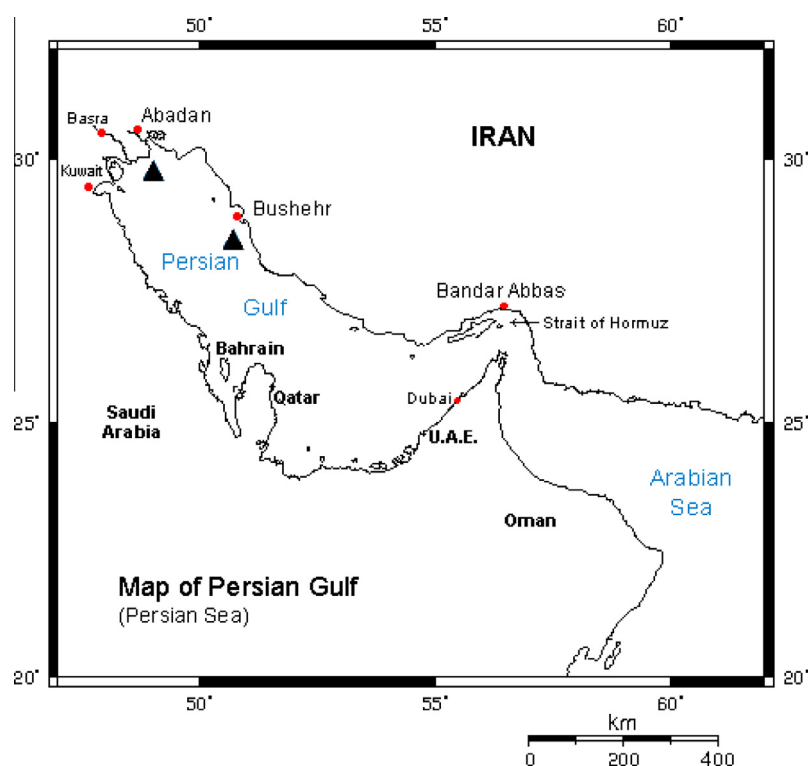 50°
55°
60°
Basra
Abadan
IRAN
30°
30°
Kuwait
Bushehr
Persian
Gulf
Bandar Abbas
Strait of Hormuz
Bahrain
Qatar
Dubai
Saudi
Arabia
25°
25°
U.A.E.
Arabian
Sea
Oman
Map of Persian Gulf
(Persian Sea)
20°
20°
50°
55°
60°
km
0
200
400